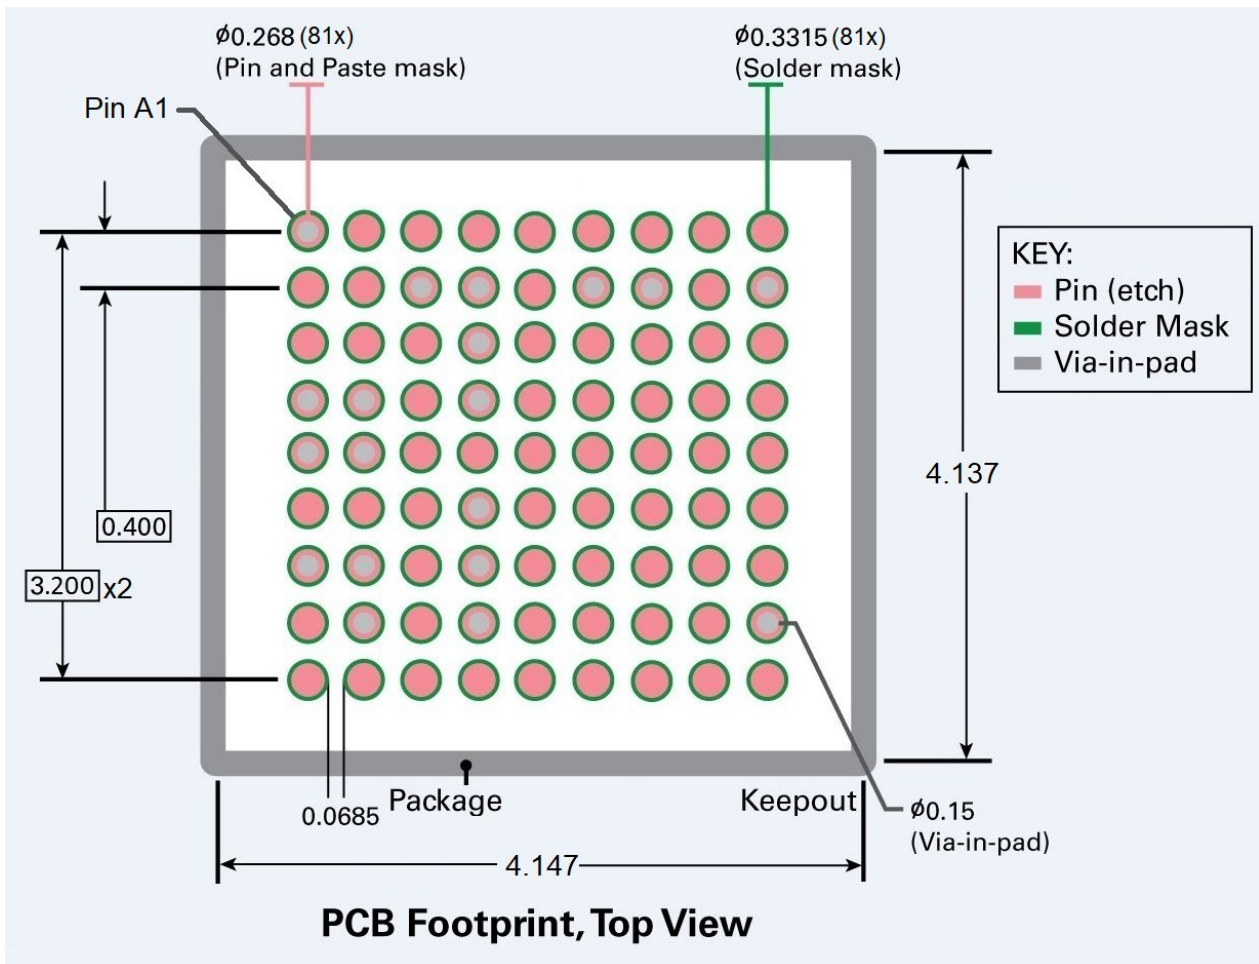 ø0.268 (81x)
(Pin and Paste mask)
ø0.3315 (81x)
(Solder mask)
Pin A1
KEY:
Pin (etch)
Solder Mask
Via-in-pad
4.137
0.400
3.200 x2
0.0685
Package
Keepout
ø0.15
(Via-in-pad)
4.147
PCB Footprint, Top View